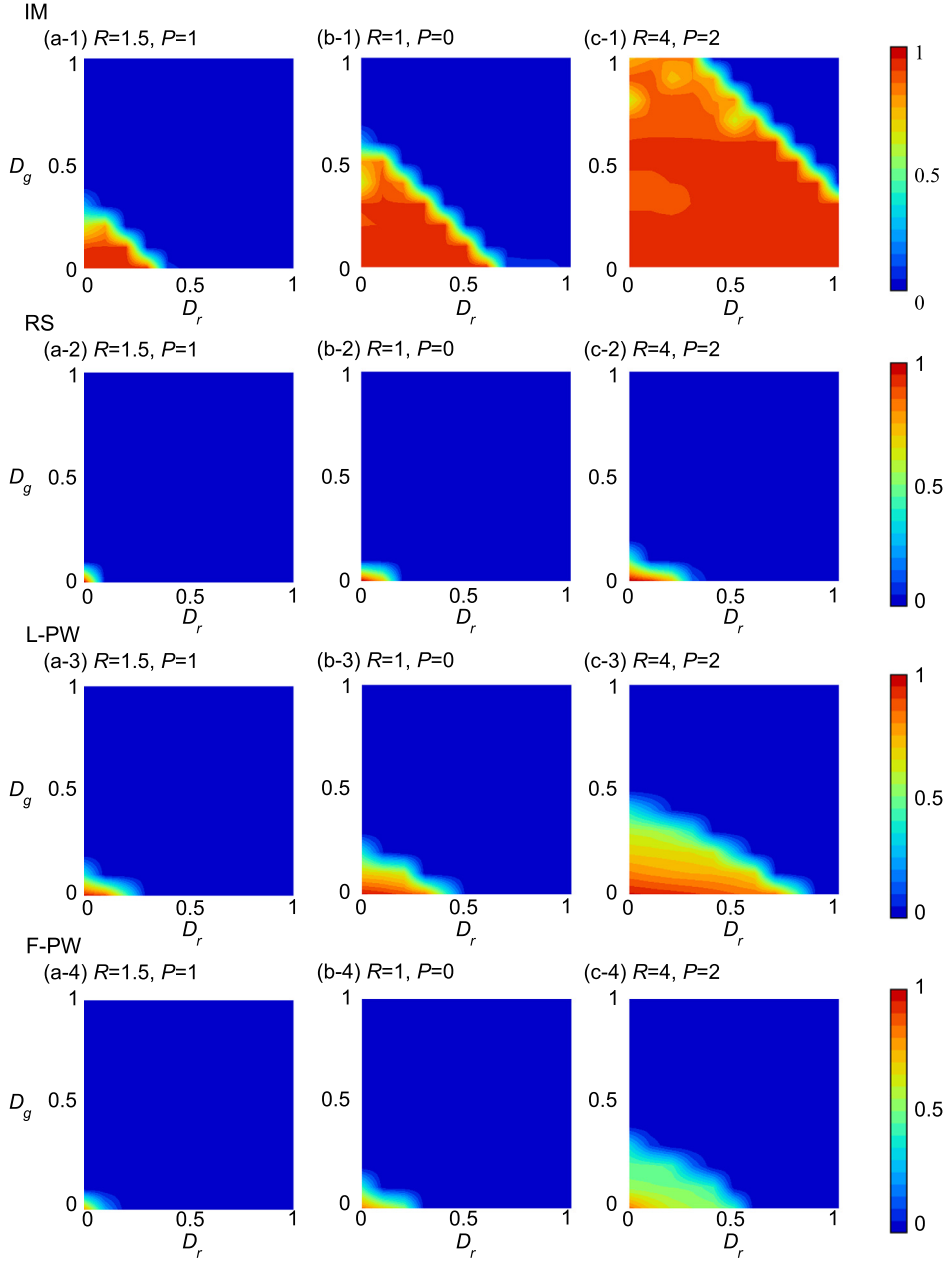 IM
(a-1) R=1.5, P=1 (b-1) R=1, P=0 (c-1) R=4, P=2
1 1 1 1
Dg 0.5 0.5 0.5 0.5
0 0 0 0
0 0.5 1 0 0.5 1 0 0.5 1
Dr Dr Dr
RS
(a-2) R=1.5, P=1 (b-2) R=1, P=0 (c-2) R=4, P=2
1 1 1 1
Dg 0.5 0.5 0.5 0.5
0 0 0 0
0 0.5 1 0 0.5 1 0 0.5 1
Dr Dr Dr
L-PW
(a-3) R=1.5, P=1 (b-3) R=1, P=0 (c-3) R=4, P=2
1 1 1 1
Dg 0.5 0.5 0.5 0.5
0 0 0 0
0 0.5 1 0 0.5 1 0 0.5 1
Dr Dr Dr
F-PW
(a-4) R=1.5, P=1 (b-4) R=1, P=0 (c-4) R=4, P=2
1 1 1 1
Dg 0.5 0.5 0.5 0.5
0 0 0 0
0 0.5 1 0 0.5 1 0 0.5 1
Dr Dr Dr